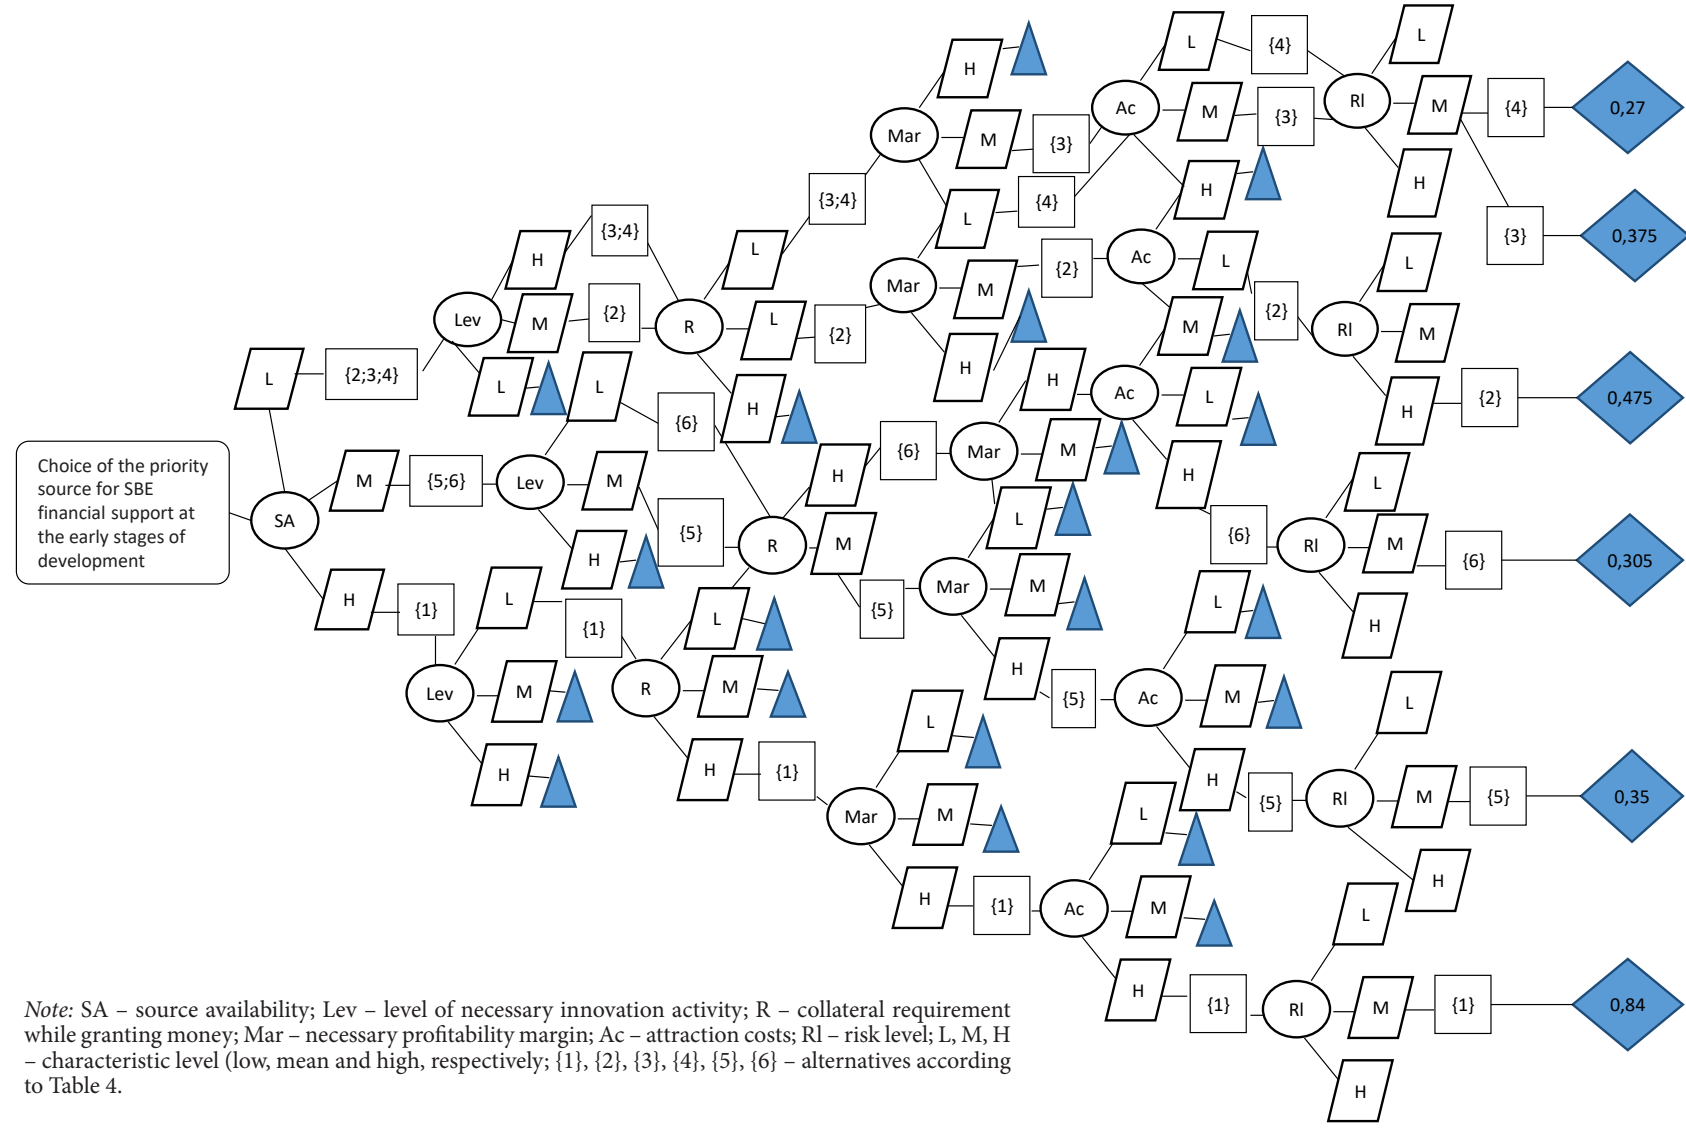 L
{4}
L
H
Ac
M
{3}
Rl
M
{4}
0,27
Mar
M
{3}
H
H
{3;4}
L
{4}
{3}
0,375
{3;4}
L
H
Ac
L
L
Mar
M
{2}
Lev
M
{2}
R
L
{2}
M
{2}
Rl
M
H
L
{2;3;4}
L
L
H
H
Ac
L
H
{2}
0,475
{6}
H
{6}
Mar
M
Choice of the priority
source for SBE
financial support at
the early stages of
development
SA
M
{5;6}
Lev
M
H
H
L
{5}
R
M
L
{6}
Rl
M
{6}
0,305
H
{5}
Mar
M
H
{1}
L
{1}
L
L
H
H
Lev
M
R
M
{5}
Ac
M
L
L
H
H
{1}
H
{5}
Rl
M
{5}
0,35
Mar
M
L
H
H
{1}
Ac
M
L
H
{1}
Rl
M
{1}
0,84
H
Note: SA – source availability; Lev – level of necessary innovation activity; R – collateral requirement
while granting money; Mar – necessary profitability margin; Ac – attraction costs; Rl – risk level; L, M, H
– characteristic level (low, mean and high, respectively; {1}, {2}, {3}, {4}, {5}, {6} – alternatives according
to Table 4.